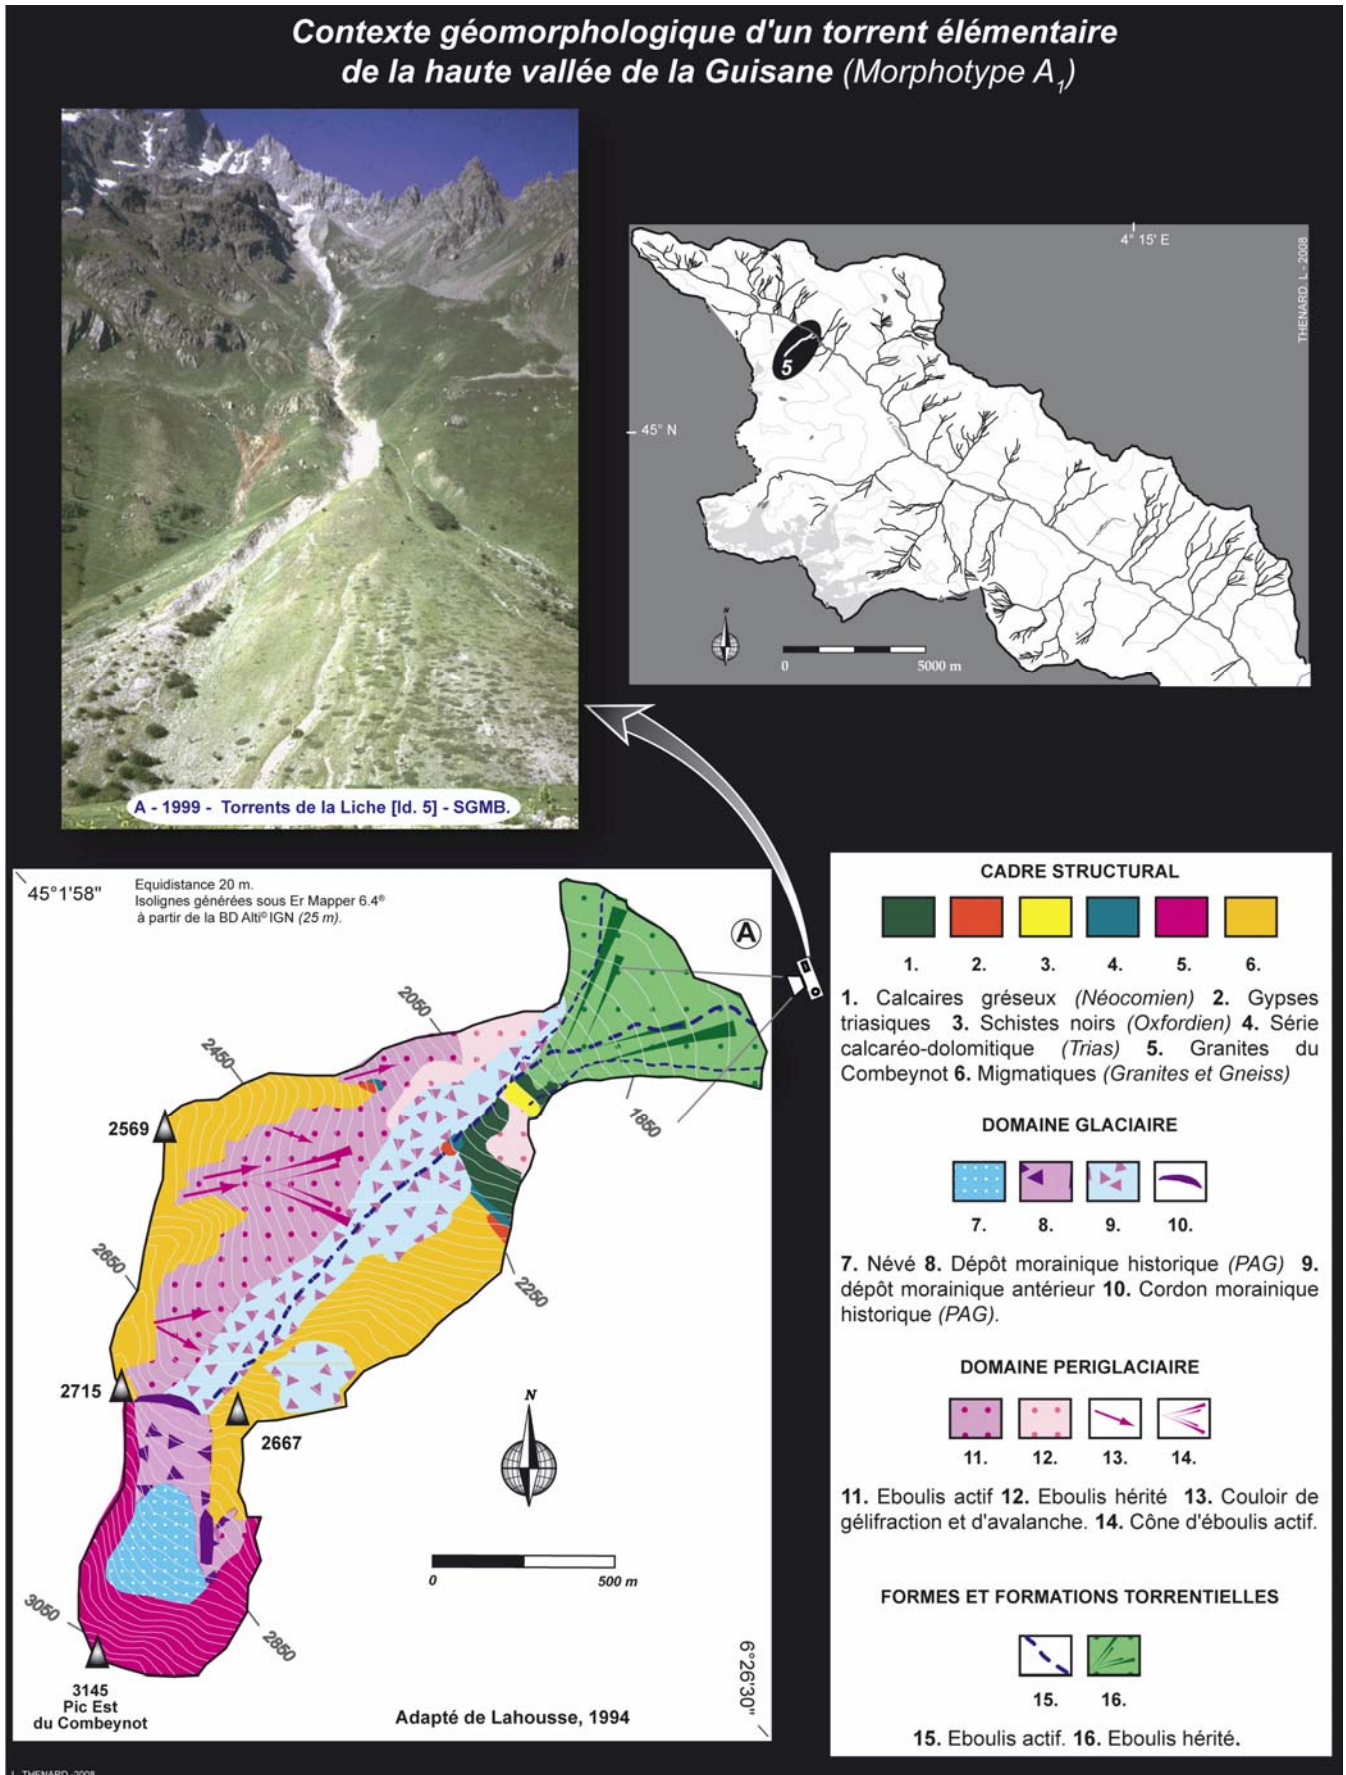 Contexte géomorphologique d'un torrent élémentaire
de la haute vallée de la Guisane (Morphotype A1)
A - 1999 - Torrents de la Liche [Id. 5] - SGMB.
4° 15' E
THENARD. L - 2008
5
45° N
N
0 5000 m
45°1'58"
Equidistance 20 m.
Isolignes générées sous Er Mapper 6.4®
à partir de la BD Alti© IGN (25 m).
A
2050
2450
2569
1850
2650
2250
2715
2667
N
0 500 m
3050
2850
3145
Pic Est
du Combeynot
6°26'30"
Adapté de Lahousse, 1994
CADRE STRUCTURAL
1. 2. 3. 4. 5. 6.
1. Calcaires gréseux (Néocomien) 2. Gypses
triasiques 3. Schistes noirs (Oxfordien) 4. Série
calcaréo-dolomitique (Trias) 5. Granites du
Combeynot 6. Migmatiques (Granites et Gneiss)
DOMAINE GLACIAIRE
7. 8. 9. 10.
7. Névé 8. Dépôt morainique historique (PAG) 9.
dépôt morainique antérieur 10. Cordon morainique
historique (PAG).
DOMAINE PERIGLACIAIRE
11. 12. 13. 14.
11. Eboulis actif 12. Eboulis hérité 13. Couloir de
gélifraction et d'avalanche. 14. Cône d'éboulis actif.
FORMES ET FORMATIONS TORRENTIELLES
15. 16.
15. Eboulis actif. 16. Eboulis hérité.
L. THENARD -2008